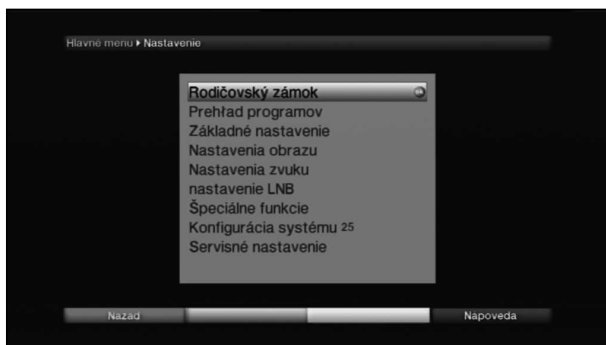 Hlavné menu ▸ Nastavenie
Rodičovský zámok
Prehľad programov
Základné nastavenie
Nastavenia obrazu
Nastavenia zvuku
nastavenie LNB
Špeciálne funkcie
Konfigurácia systému 25
Servisné nastavenie
Nazad Napoveda